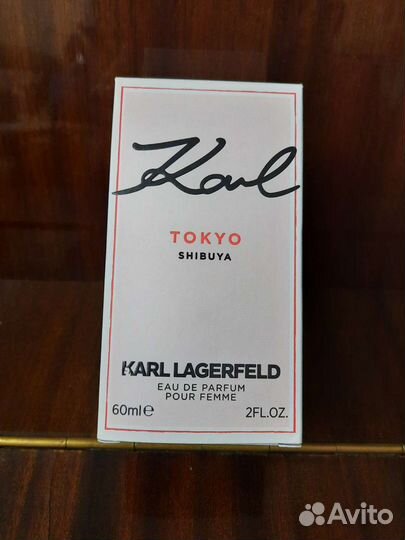 Karl
TOKYO
SHIBUYA
KARL LAGERFELD
EAU DE PARFUM
POUR FEMME
60ml℮ 2FL.OZ.
Avito